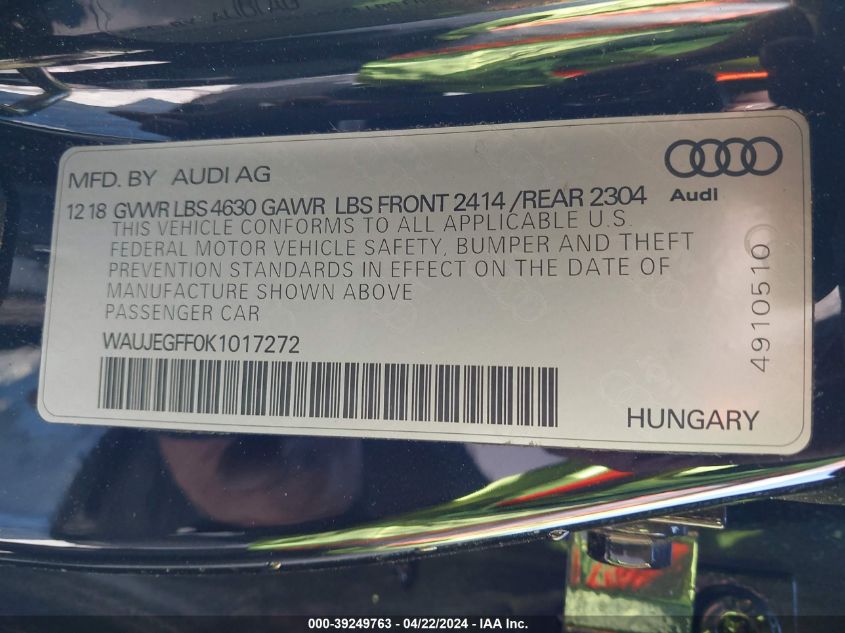 MFD. BY AUDI AG
Audi
12 18 GVWR LBS 4630 GAWR LBS FRONT 2414 /REAR 2304
THIS VEHICLE CONFORMS TO ALL APPLICABLE U.S.
FEDERAL MOTOR VEHICLE SAFETY, BUMPER AND THEFT
PREVENTION STANDARDS IN EFFECT ON THE DATE OF
MANUFACTURE SHOWN ABOVE
PASSENGER CAR
WAUJEGFF0K1017272
4910510
HUNGARY
000-39249763 - 04/22/2024 - IAA Inc.